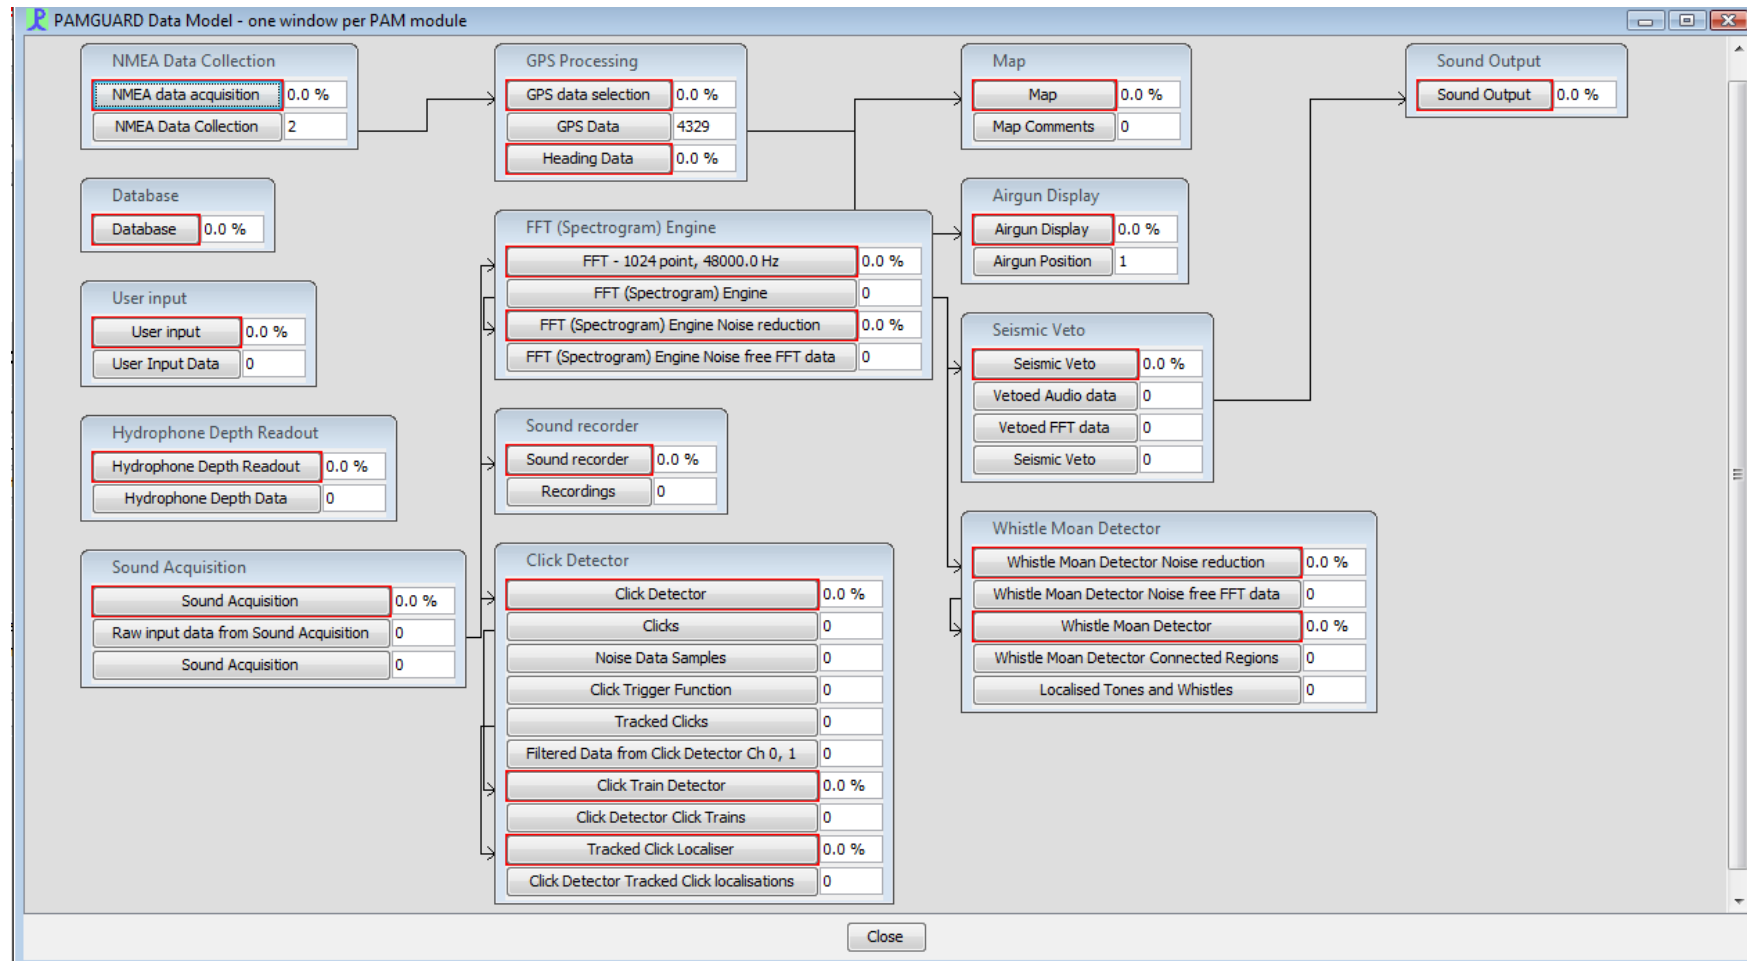 PAMGUARD Data Model - one window per PAM module
NMEA Data Collection
NMEA data acquisition 0.0 %
NMEA Data Collection 2
Database
Database 0.0 %
User input
User input 0.0 %
User Input Data 0
Hydrophone Depth Readout
Hydrophone Depth Readout 0.0 %
Hydrophone Depth Data 0
Sound Acquisition
Sound Acquisition 0.0 %
Raw input data from Sound Acquisition 0
Sound Acquisition 0
GPS Processing
GPS data selection 0.0 %
GPS Data 4329
Heading Data 0.0 %
FFT (Spectrogram) Engine
FFT - 1024 point, 48000.0 Hz 0.0 %
FFT (Spectrogram) Engine 0
FFT (Spectrogram) Engine Noise reduction 0.0 %
FFT (Spectrogram) Engine Noise free FFT data 0
Sound recorder
Sound recorder 0.0 %
Recordings 0
Click Detector
Click Detector 0.0 %
Clicks 0
Noise Data Samples 0
Click Trigger Function 0
Tracked Clicks 0
Filtered Data from Click Detector Ch 0, 1 0
Click Train Detector 0.0 %
Click Detector Click Trains 0
Tracked Click Localiser 0.0 %
Click Detector Tracked Click localisations 0
Map
Map 0.0 %
Map Comments 0
Airgun Display
Airgun Display 0.0 %
Airgun Position 1
Seismic Veto
Seismic Veto 0.0 %
Vetoed Audio data 0
Vetoed FFT data 0
Seismic Veto 0
Whistle Moan Detector
Whistle Moan Detector Noise reduction 0.0 %
Whistle Moan Detector Noise free FFT data 0
Whistle Moan Detector 0.0 %
Whistle Moan Detector Connected Regions 0
Localised Tones and Whistles 0
Sound Output
Sound Output 0.0 %
Close